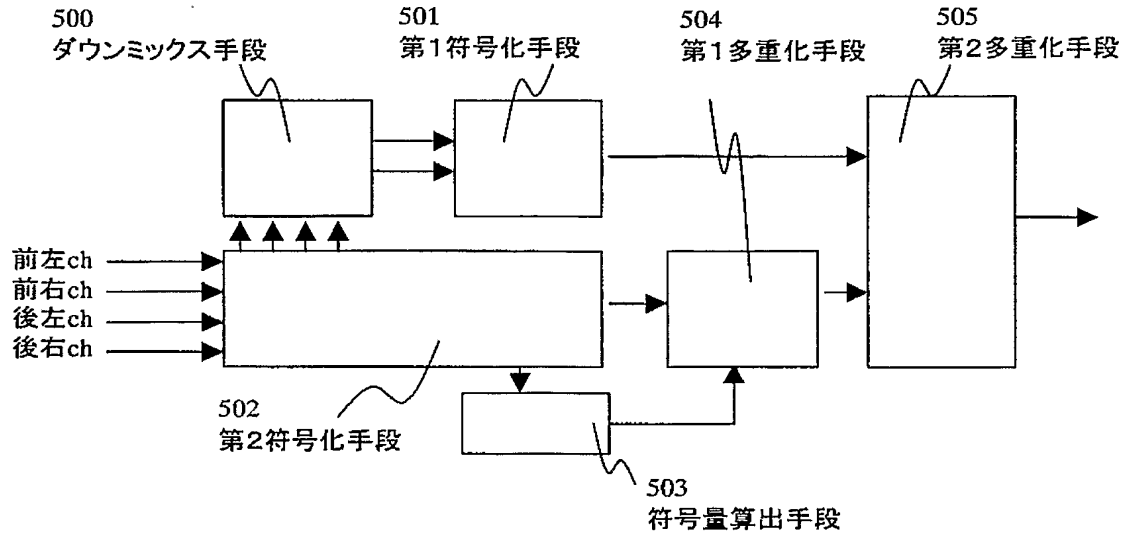 500
ダウンミックス手段
501
第1符号化手段
504
第1多重化手段
505
第2多重化手段
前左ch
前右ch
後左ch
後右ch
502
第2符号化手段
503
符号量算出手段